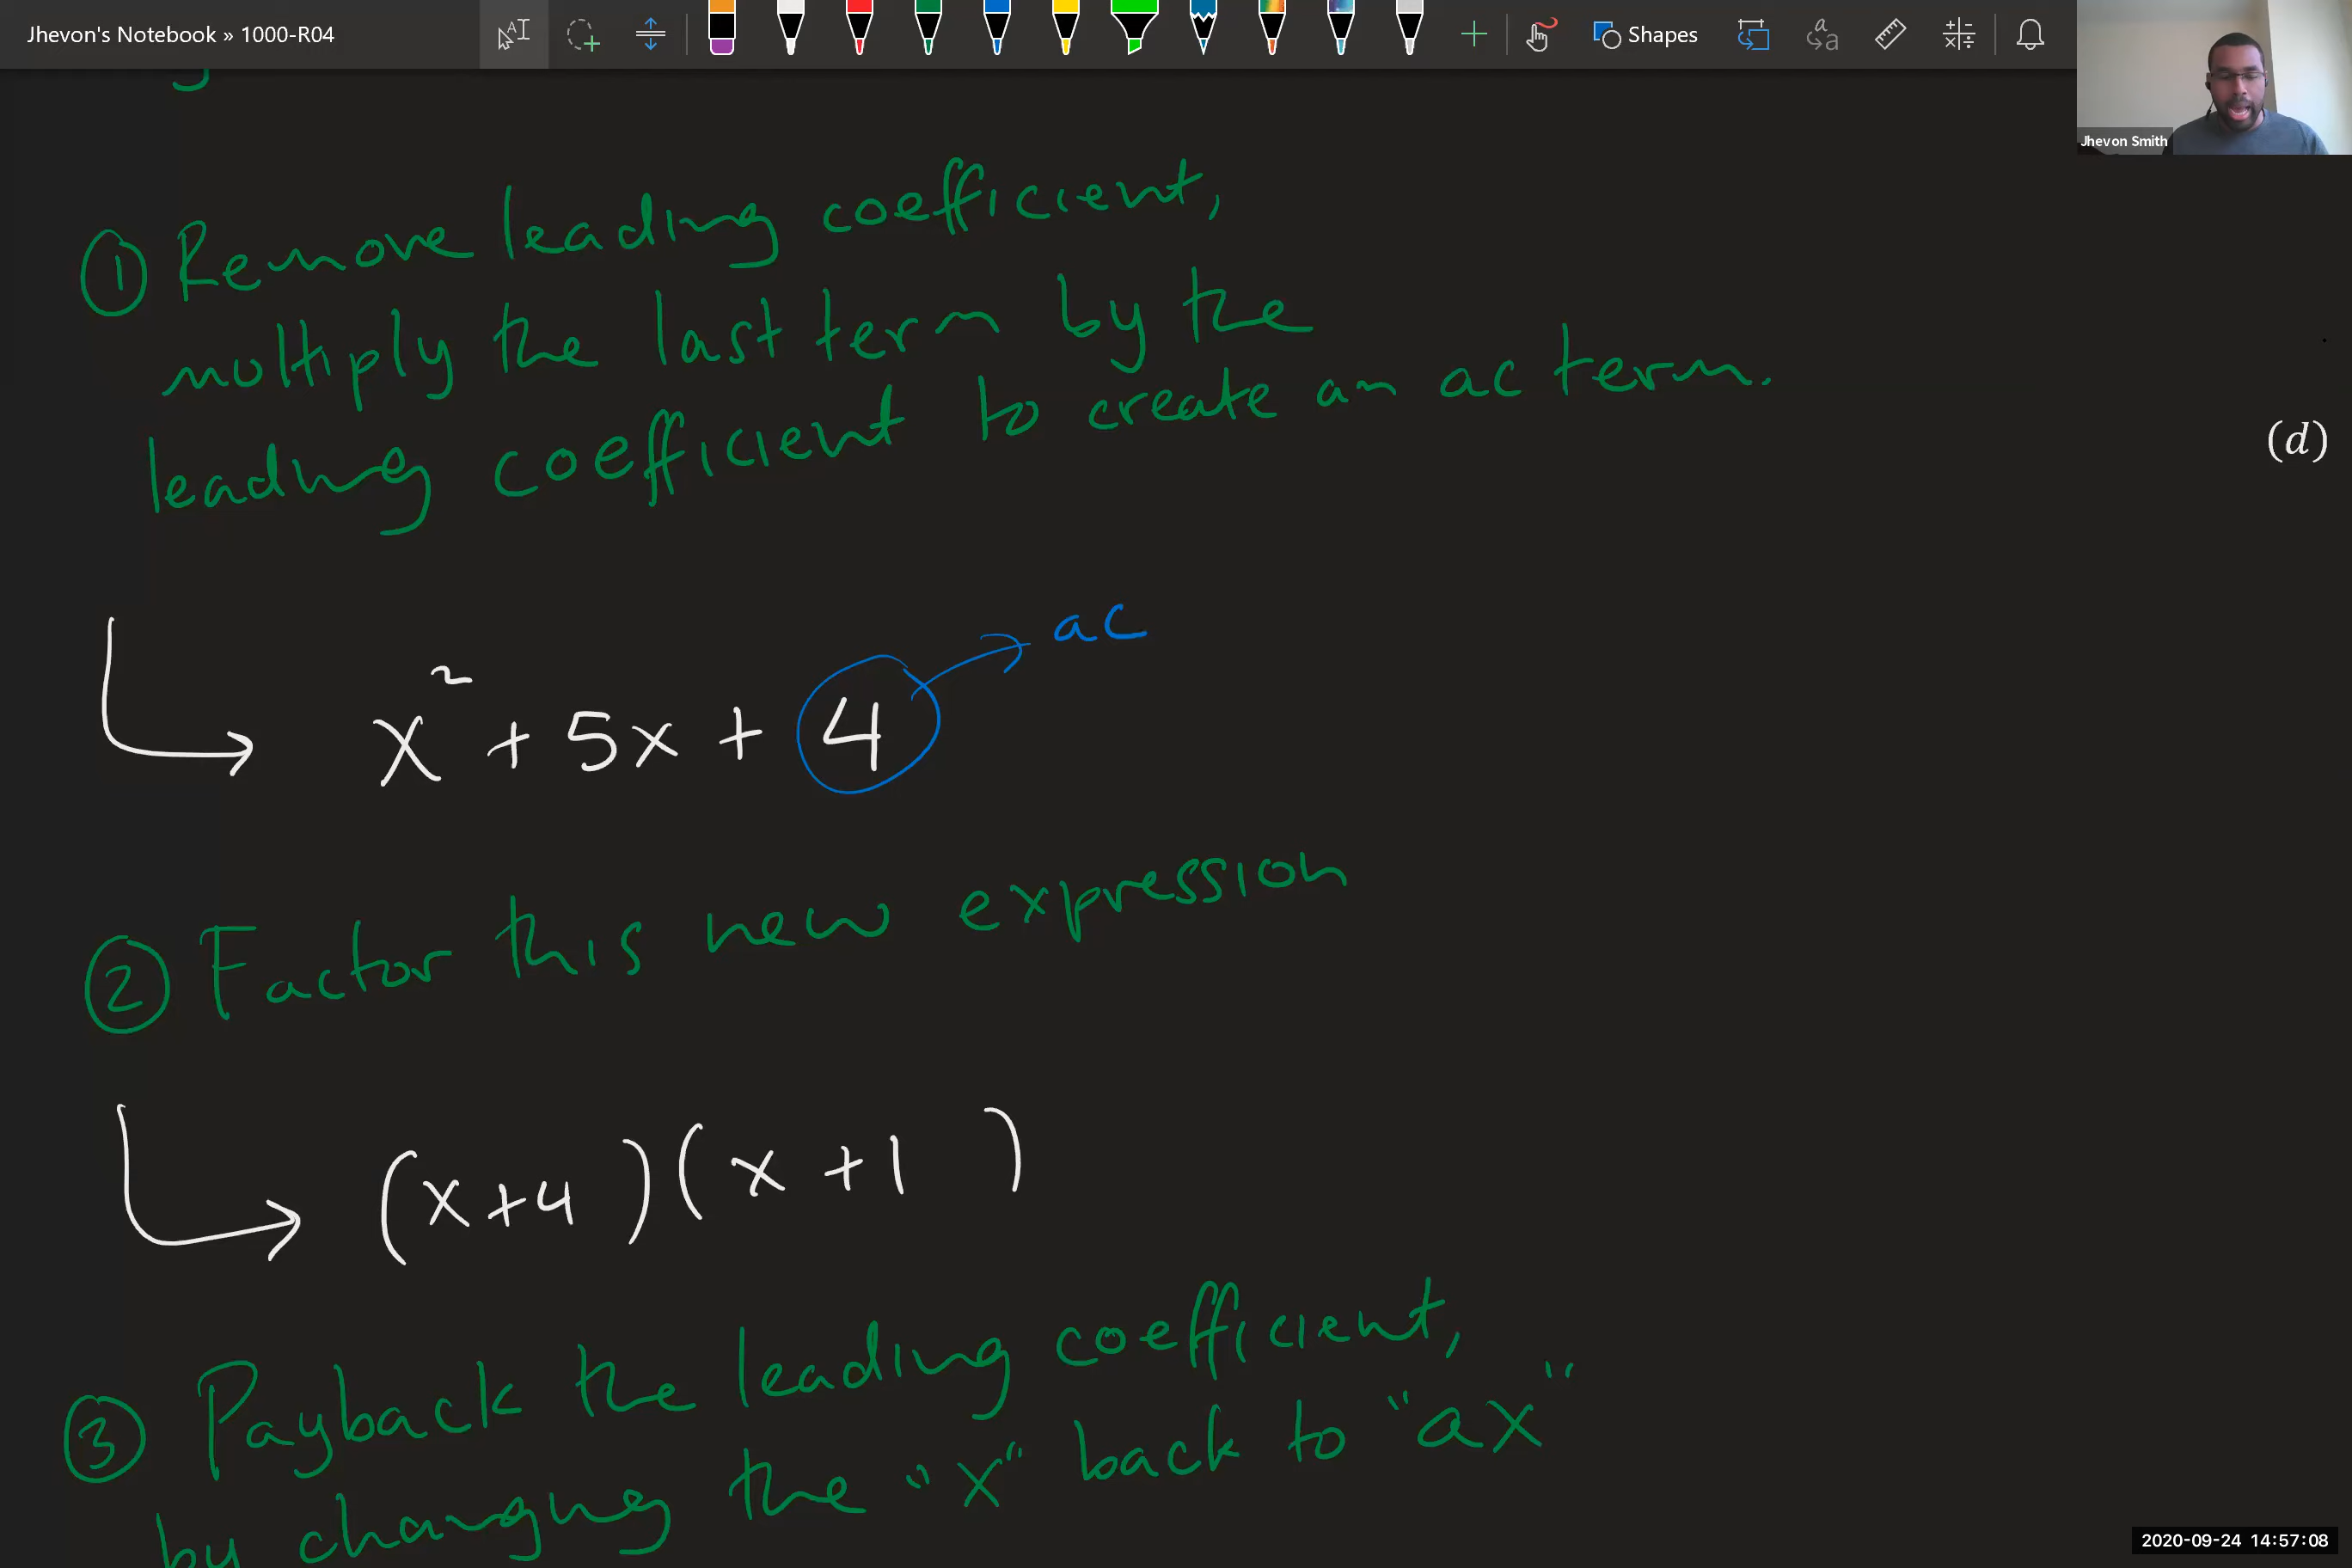 Jhevon's Notebook » 1000-R04
Shapes
Jhevon Smith
① Remove leading coefficient,
multiply the last term by the
leading coefficient to create an ac term.
(d)
ac
x² + 5x + 4
② Factor this new expression
(x+4)(x+1)
③ Payback the leading coefficient,
by changing the "x" back to "ax"
2020-09-24 14:57:08